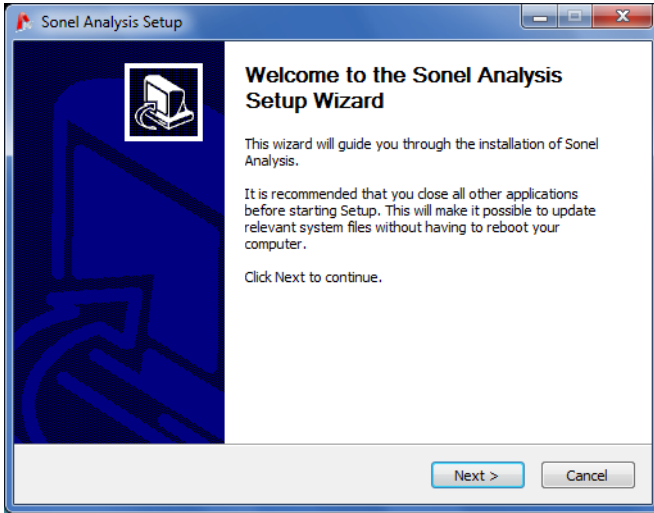 Sonel Analysis Setup
Welcome to the Sonel Analysis
Setup Wizard
This wizard will guide you through the installation of Sonel
Analysis.
It is recommended that you close all other applications
before starting Setup. This will make it possible to update
relevant system files without having to reboot your
computer.
Click Next to continue.
Next >
Cancel